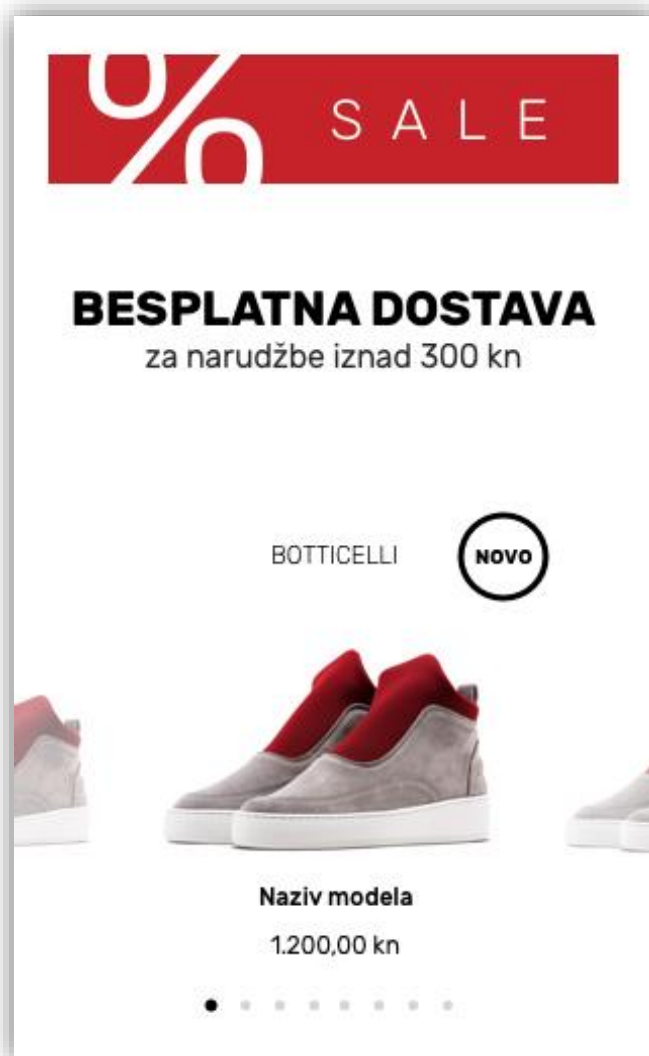 % SALE
BESPLATNA DOSTAVA
za narudžbe iznad 300 kn
BOTTICELLI
NOVO
Naziv modela
1.200,00 kn